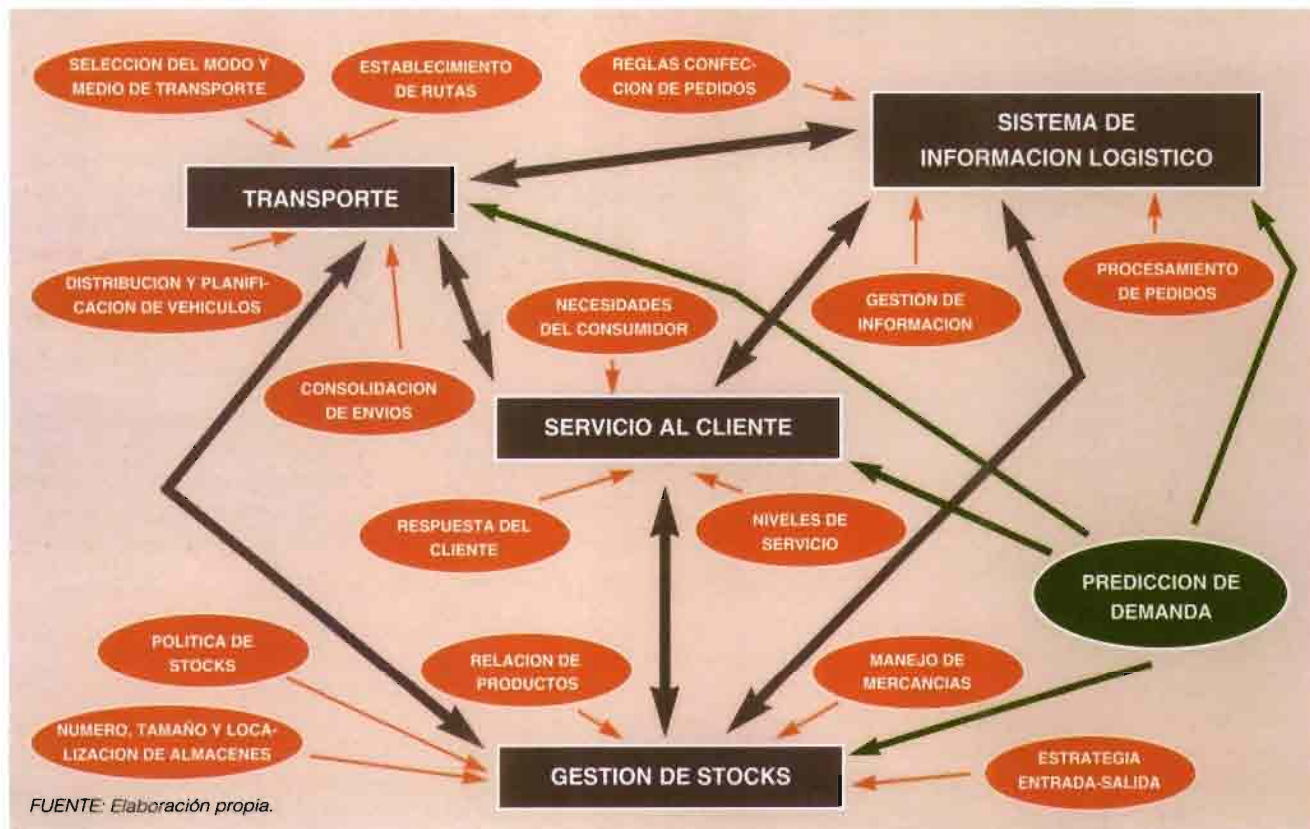 SELECCION DEL MODO Y
MEDIO DE TRANSPORTE
ESTABLECIMIENTO
DE RUTAS
REGLAS CONFEC-
CION DE PEDIDOS
SISTEMA DE
INFORMACION LOGISTICO
TRANSPORTE
DISTRIBUCION Y PLANIFI-
CACION DE VEHICULOS
NECESIDADES
DEL CONSUMIDOR
GESTION DE
INFORMACION
PROCESAMIENTO
DE PEDIDOS
CONSOLIDACION
DE ENVIOS
SERVICIO AL CLIENTE
RESPUESTA DEL
CLIENTE
NIVELES DE
SERVICIO
PREDICCION DE
DEMANDA
POLITICA DE
STOCKS
RELACION DE
PRODUCTOS
MANEJO DE
MERCANCIAS
NUMERO, TAMAÑO Y LOCA-
LIZACION DE ALMACENES
GESTION DE STOCKS
ESTRATEGIA
ENTRADA-SALIDA
FUENTE: Elaboración propia.